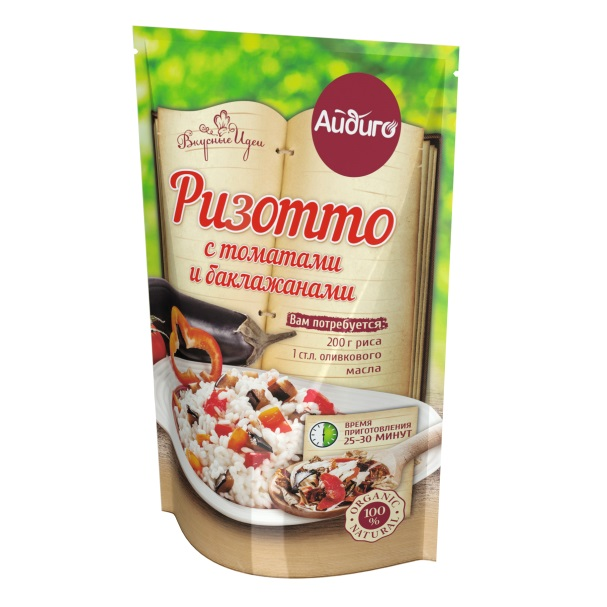 Айдиго
Вкусные Идеи
Ризотто
с томатами
и баклажанами
Вам потребуется:
200 г риса
1 ст.л. оливкового
масла
ВРЕМЯ
ПРИГОТОВЛЕНИЯ
25-30 МИНУТ
ORGANIC
100%
NATURAL